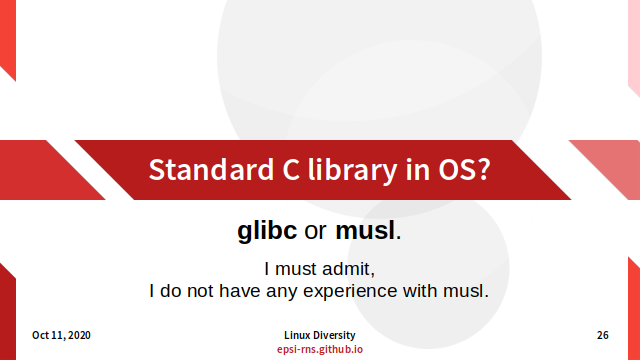 Standard C library in OS?
glibc or musl.
I must admit,
I do not have any experience with musl.
Oct 11, 2020
Linux Diversity
epsi-rns.github.io
26